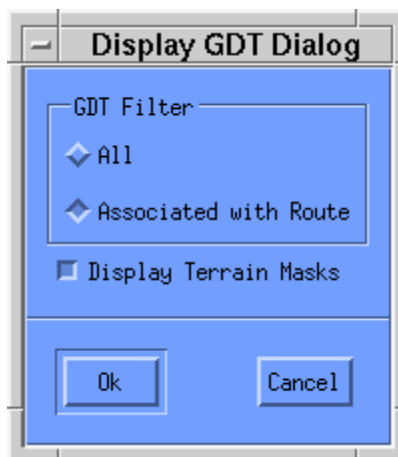 Display GDT Dialog
GDT Filter
All
Associated with Route
Display Terrain Masks
Ok
Cancel